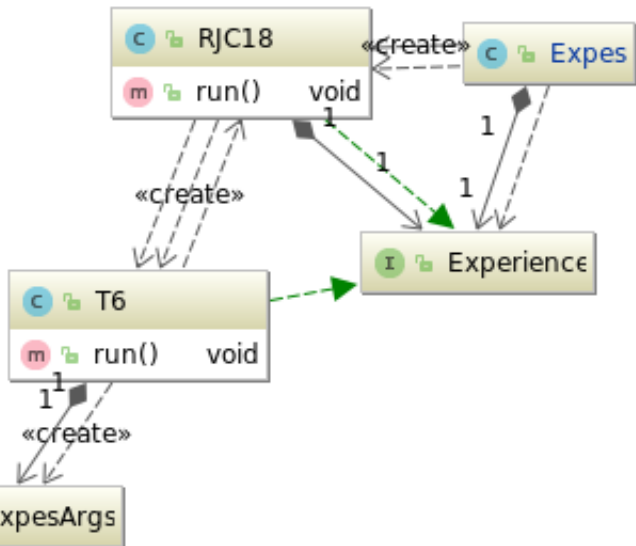 C RJC18
m run() void
«create»
C Expes
1
1
1
1
«create»
I Experience
C T6
m run() void
1
1
«create»
xpesArgs